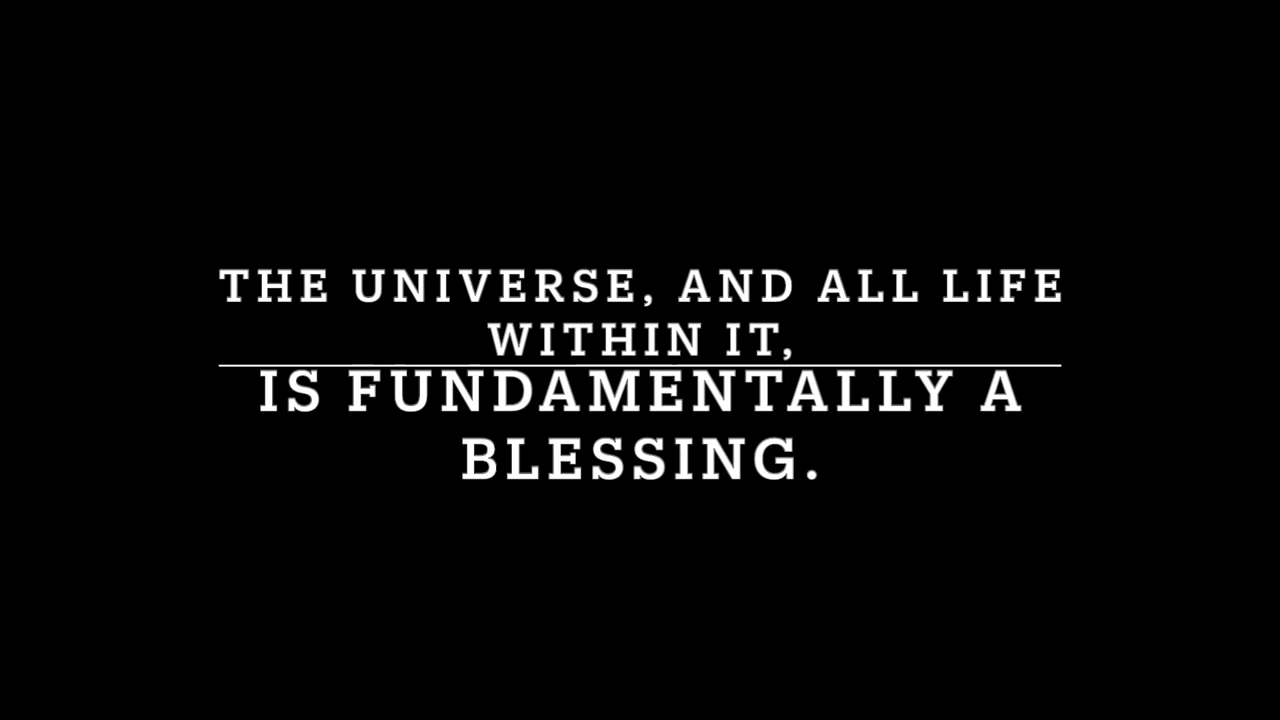 THE UNIVERSE, AND ALL LIFE
WITHIN IT,
IS FUNDAMENTALLY A
BLESSING.